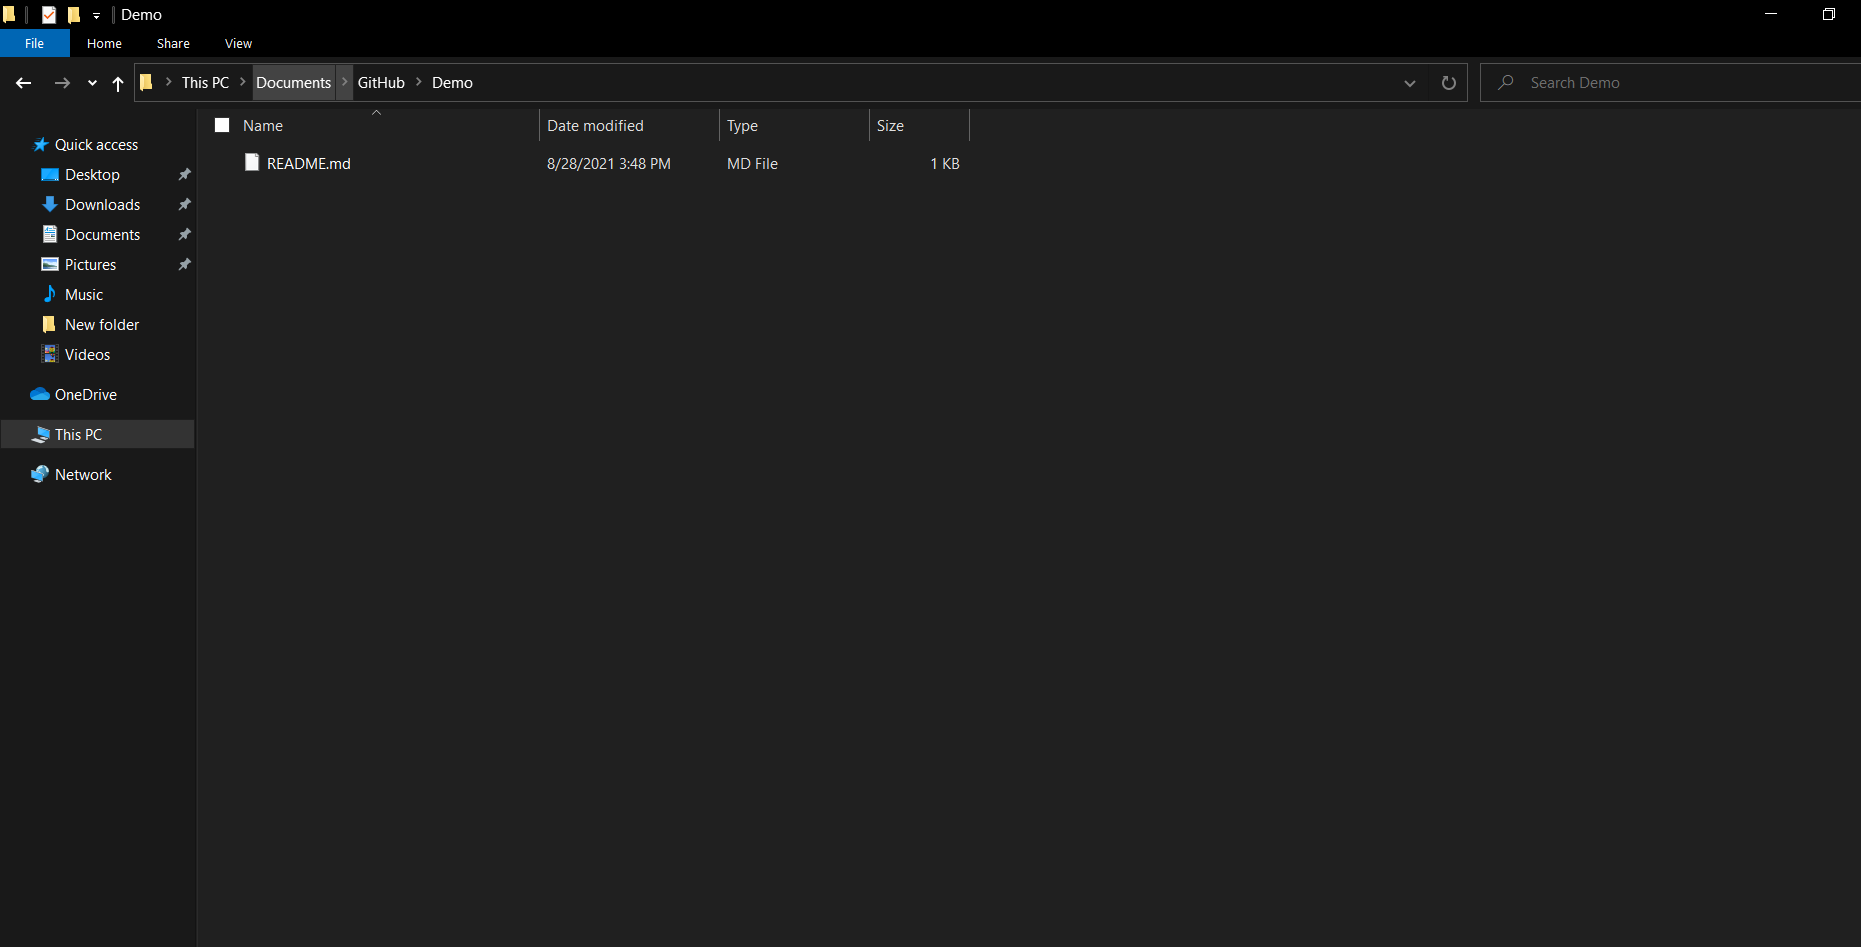 Demo
File Home Share View
This PC Documents GitHub Demo Search Demo
Name Date modified Type Size
README.md 8/28/2021 3:48 PM MD File 1 KB
Quick access
Desktop
Downloads
Documents
Pictures
Music
New folder
Videos
OneDrive
This PC
Network